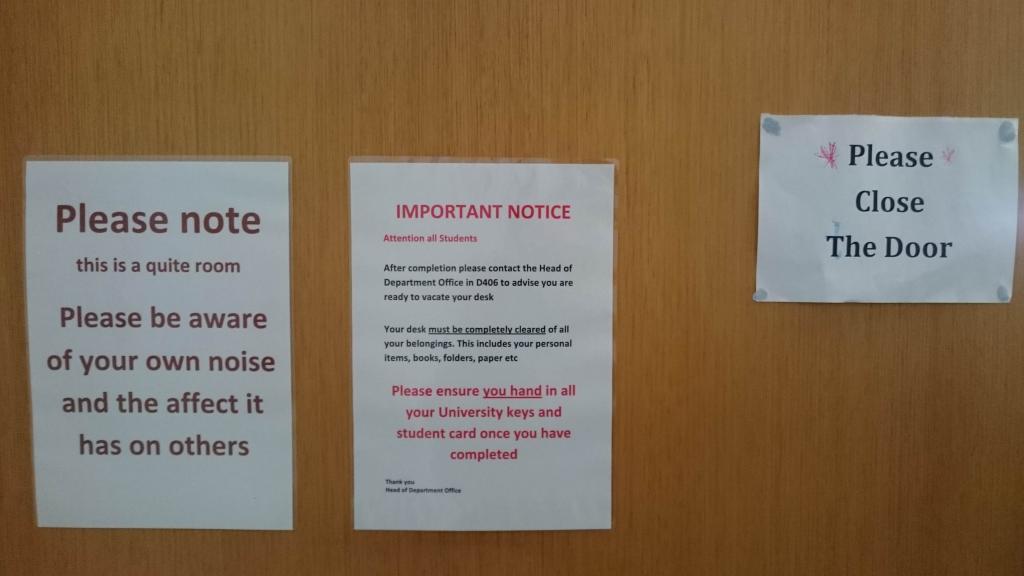 Please note
this is a quite room
Please be aware
of your own noise
and the affect it
has on others
IMPORTANT NOTICE
Attention all Students
After completion please contact the Head of
Department Office in D406 to advise you are
ready to vacate your desk
Your desk must be completely cleared of all
your belongings. This includes your personal
items, books, folders, paper etc
Please ensure you hand in all
your University keys and
student card once you have
completed
Thank you
Head of Department Office
Please
Close
The Door